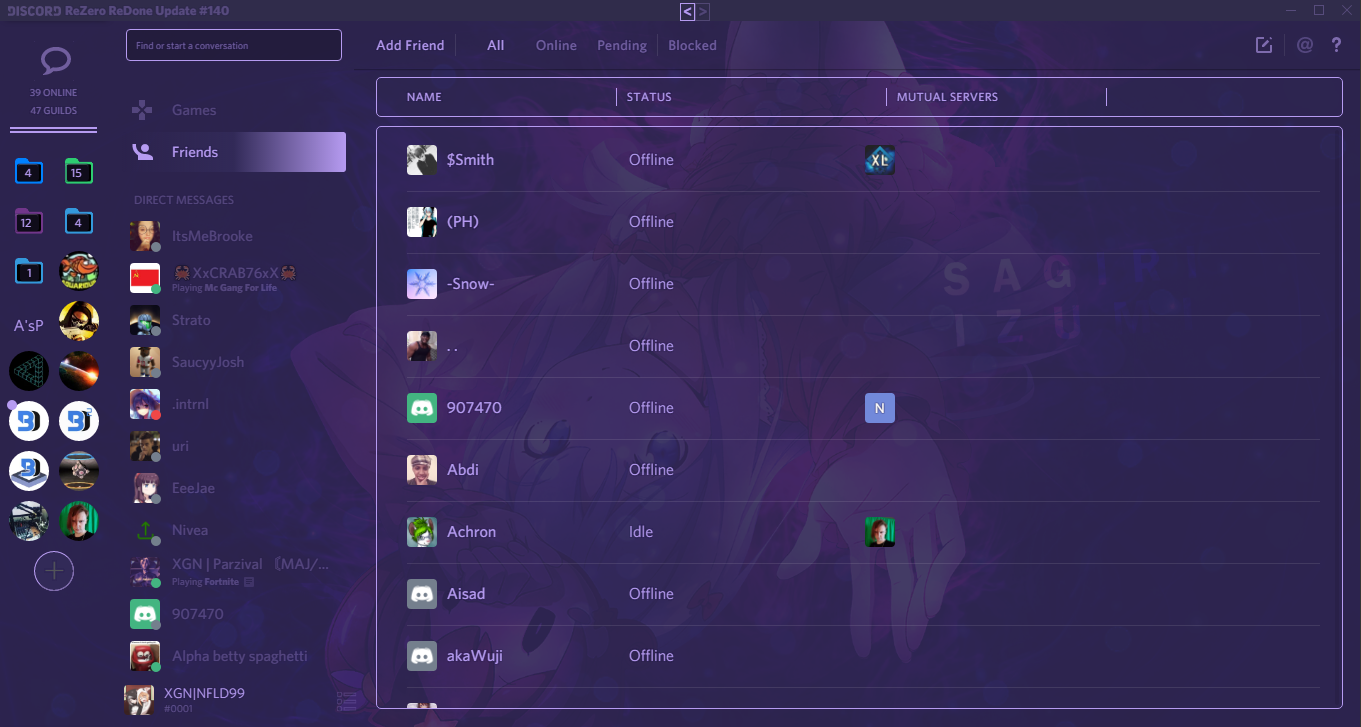 DISCORD ReZero ReDone Update #140
< >
39 ONLINE
47 GUILDS
4
15
12
4
1
A'sP
Find or start a conversation
Games
Friends
DIRECT MESSAGES
ItsMeBrooke
🦀XxCRAB76xX🦀
Playing Mc Gang For Life
Strato
SaucyyJosh
.intrnl
uri
EeeJae
Nivea
XGN | Parzival 〔MAJ/...
Playing Fortnite
907470
Alpha betty spaghetti
XGN|NFLD99
#0001
Add Friend All Online Pending Blocked @ ?
NAME STATUS MUTUAL SERVERS
$Smith Offline XL
(PH) Offline
-Snow- Offline
. . Offline
907470 Offline N
Abdi Offline
Achron Idle
Aisad Offline
akaWuji Offline
SAGIRI
IZU